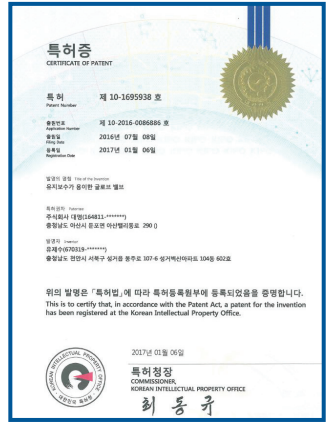 특허증
CERTIFICATE OF PATENT
특 허 제 10-1695938 호
Patent Number
출원번호 제 10-2016-0086886 호
Application Number
출원일 2016년 07월 08일
Filing Date
등록일 2017년 01월 06일
Registration Date
발명의 명칭 Title of the Invention
유지보수가 용이한 글로브 밸브
특허권자 Patentee
주식회사 대명(164811-*******)
충청남도 아산시 둔포면 아산밸리동로 290 ()
발명자 Inventor
유재수(670319-*******)
충청남도 천안시 서북구 성거읍 봉주로 107-6 성거벽산아파트 104동 602호
위의 발명은 「특허법」에 따라 특허등록원부에 등록되었음을 증명합니다.
This is to certify that, in accordance with the Patent Act, a patent for the invention
has been registered at the Korean Intellectual Property Office.
2017년 01월 06일
특허청장
COMMISSIONER,
KOREAN INTELLECTUAL PROPERTY OFFICE
최 동 규
KOREAN INTELLECTUAL PROPERTY OFFICE
대한민국 특허청